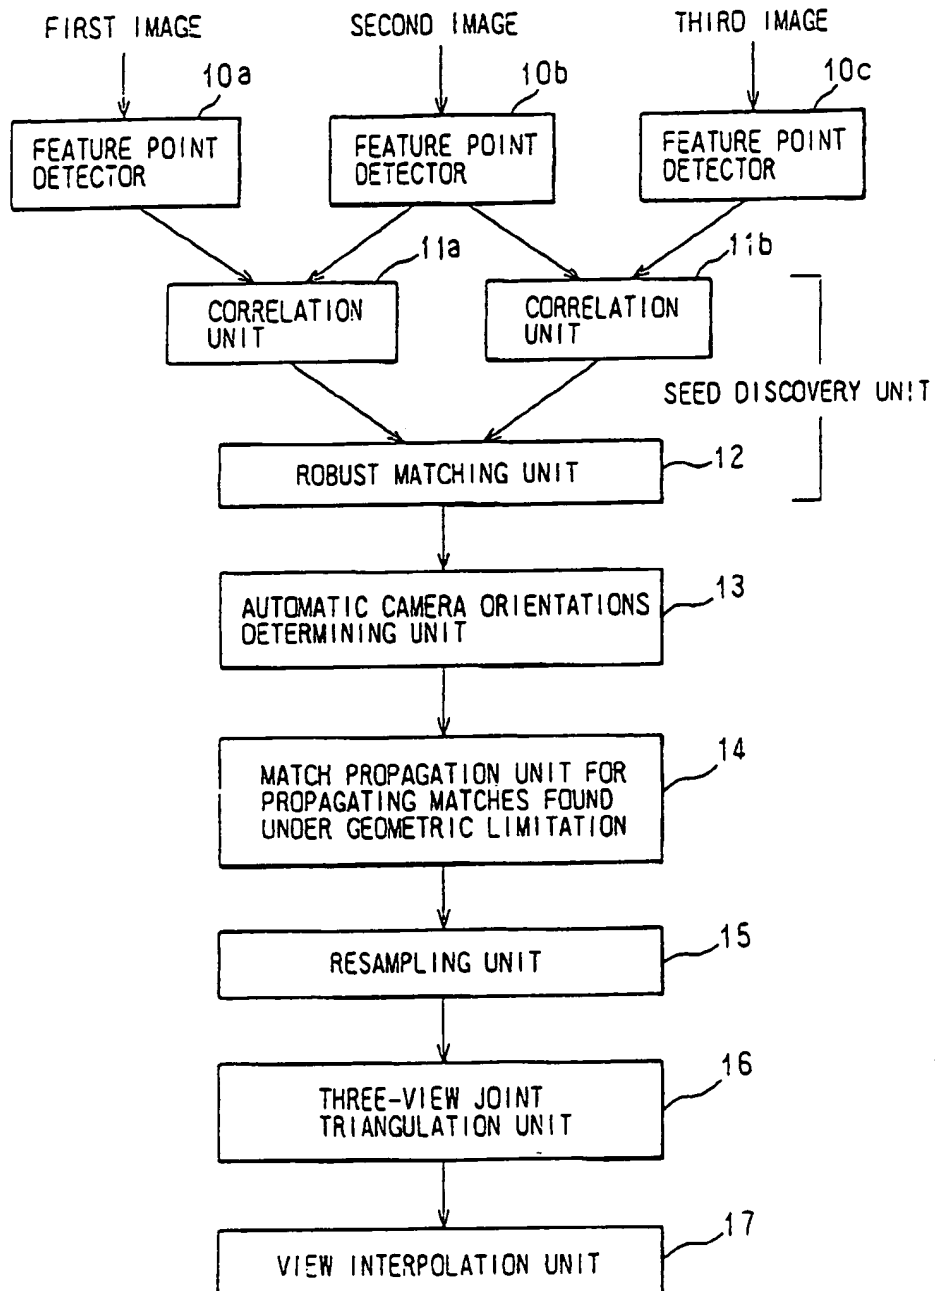 FIRST IMAGE
SECOND IMAGE
THIRD IMAGE
10a
10b
10c
FEATURE POINT
DETECTOR
FEATURE POINT
DETECTOR
FEATURE POINT
DETECTOR
11a
11b
CORRELATION
UNIT
CORRELATION
UNIT
SEED DISCOVERY UNIT
ROBUST MATCHING UNIT
12
AUTOMATIC CAMERA ORIENTATIONS
DETERMINING UNIT
13
MATCH PROPAGATION UNIT FOR
PROPAGATING MATCHES FOUND
UNDER GEOMETRIC LIMITATION
14
RESAMPLING UNIT
15
THREE-VIEW JOINT
TRIANGULATION UNIT
16
VIEW INTERPOLATION UNIT
17